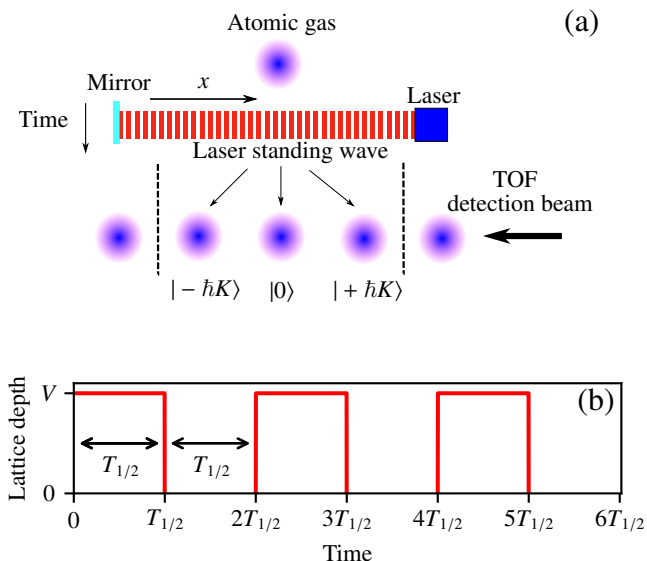 Atomic gas
(a)
Mirror
x
Laser
Time
Laser standing wave
TOF
detection beam
| − ℏK⟩
|0⟩
| + ℏK⟩
(b)
Lattice depth
V
0
T1/2
T1/2
0
T1/2
2T1/2
3T1/2
4T1/2
5T1/2
6T1/2
Time